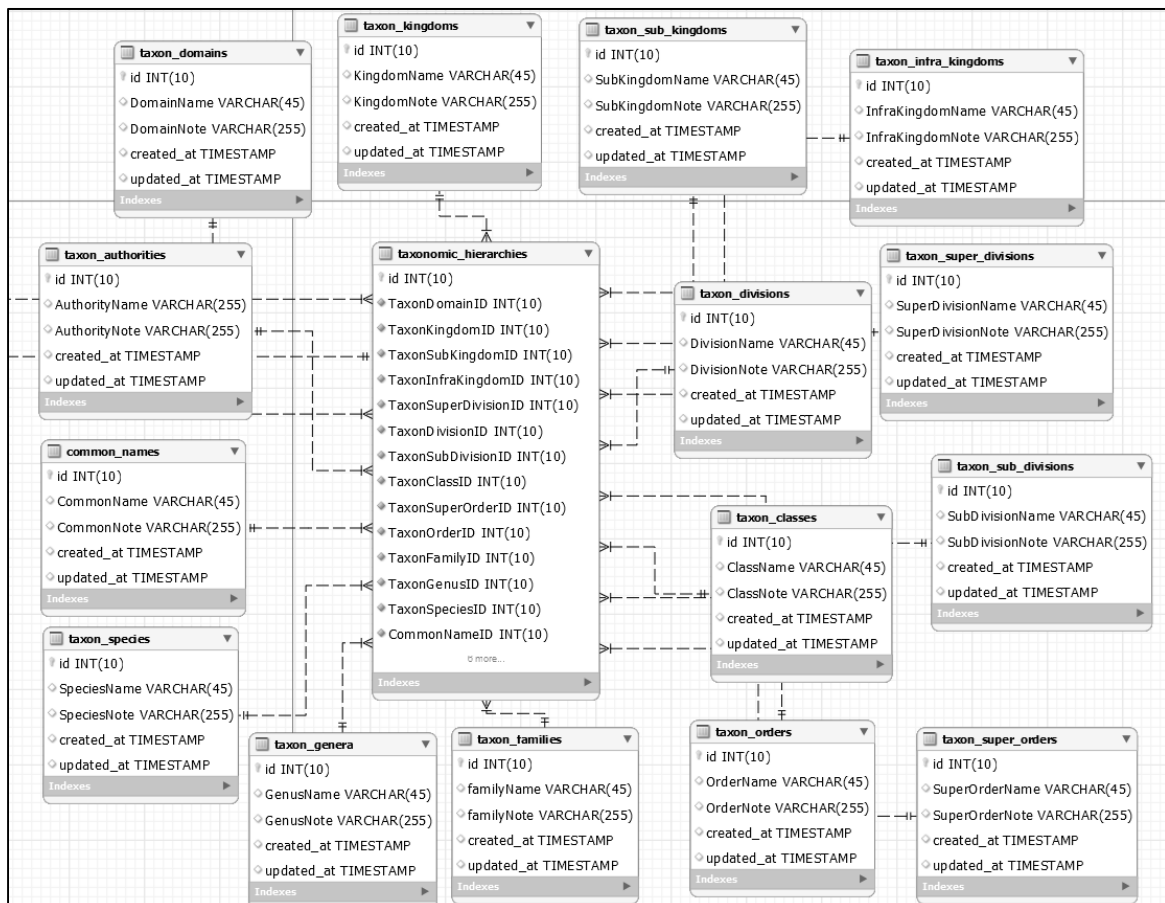 taxon_domains
id INT(10)
DomainName VARCHAR(45)
DomainNote VARCHAR(255)
created_at TIMESTAMP
updated_at TIMESTAMP
Indexes
taxon_kingdoms
id INT(10)
KingdomName VARCHAR(45)
KingdomNote VARCHAR(255)
created_at TIMESTAMP
updated_at TIMESTAMP
Indexes
taxon_sub_kingdoms
id INT(10)
SubKingdomName VARCHAR(45)
SubKingdomNote VARCHAR(255)
created_at TIMESTAMP
updated_at TIMESTAMP
Indexes
taxon_infra_kingdoms
id INT(10)
InfraKingdomName VARCHAR(45)
InfraKingdomNote VARCHAR(255)
created_at TIMESTAMP
updated_at TIMESTAMP
Indexes
taxon_authorities
id INT(10)
AuthorityName VARCHAR(255)
AuthorityNote VARCHAR(255)
created_at TIMESTAMP
updated_at TIMESTAMP
Indexes
taxonomic_hierarchies
id INT(10)
TaxonDomainID INT(10)
TaxonKingdomID INT(10)
TaxonSubKingdomID INT(10)
TaxonInfraKingdomID INT(10)
TaxonSuperDivisionID INT(10)
TaxonDivisionID INT(10)
TaxonSubDivisionID INT(10)
TaxonClassID INT(10)
TaxonSuperOrderID INT(10)
TaxonOrderID INT(10)
TaxonFamilyID INT(10)
TaxonGenusID INT(10)
TaxonSpeciesID INT(10)
CommonNameID INT(10)
6 more...
Indexes
taxon_divisions
id INT(10)
DivisionName VARCHAR(45)
DivisionNote VARCHAR(255)
created_at TIMESTAMP
updated_at TIMESTAMP
Indexes
taxon_super_divisions
id INT(10)
SuperDivisionName VARCHAR(45)
SuperDivisionNote VARCHAR(255)
created_at TIMESTAMP
updated_at TIMESTAMP
Indexes
common_names
id INT(10)
CommonName VARCHAR(45)
CommonNote VARCHAR(255)
created_at TIMESTAMP
updated_at TIMESTAMP
Indexes
taxon_classes
id INT(10)
ClassName VARCHAR(45)
ClassNote VARCHAR(255)
created_at TIMESTAMP
updated_at TIMESTAMP
Indexes
taxon_sub_divisions
id INT(10)
SubDivisionName VARCHAR(45)
SubDivisionNote VARCHAR(255)
created_at TIMESTAMP
updated_at TIMESTAMP
Indexes
taxon_species
id INT(10)
SpeciesName VARCHAR(45)
SpeciesNote VARCHAR(255)
created_at TIMESTAMP
updated_at TIMESTAMP
Indexes
taxon_genera
id INT(10)
GenusName VARCHAR(45)
GenusNote VARCHAR(255)
created_at TIMESTAMP
updated_at TIMESTAMP
Indexes
taxon_families
id INT(10)
familyName VARCHAR(45)
familyNote VARCHAR(255)
created_at TIMESTAMP
updated_at TIMESTAMP
Indexes
taxon_orders
id INT(10)
OrderName VARCHAR(45)
OrderNote VARCHAR(255)
created_at TIMESTAMP
updated_at TIMESTAMP
Indexes
taxon_super_orders
id INT(10)
SuperOrderName VARCHAR(45)
SuperOrderNote VARCHAR(255)
created_at TIMESTAMP
updated_at TIMESTAMP
Indexes